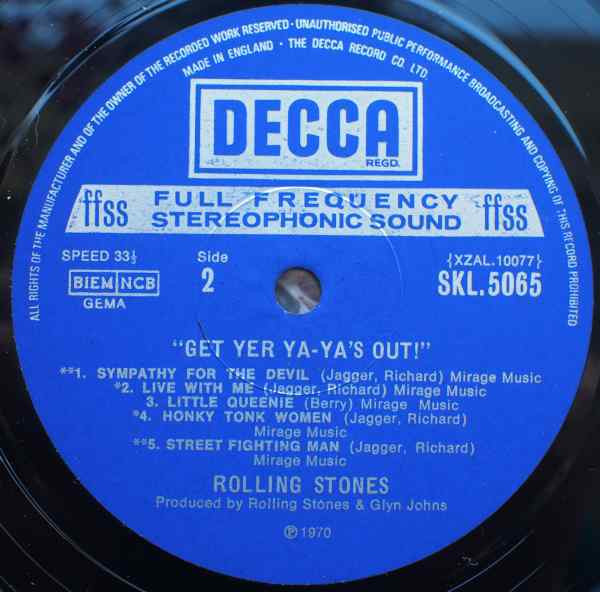 ALL RIGHTS OF THE MANUFACTURER AND OF THE OWNER OF THE RECORDED WORK RESERVED · UNAUTHORISED PUBLIC PERFORMANCE BROADCASTING AND COPYING OF THIS RECORD PROHIBITED
MADE IN ENGLAND · THE DECCA RECORD CO. LTD.
DECCA
REGD.
ffss FULL FREQUENCY ffss
STEREOPHONIC SOUND
SPEED 33⅓ Side {XZAL.10077}
BIEM NCB 2 SKL.5065
GEMA
"GET YER YA-YA'S OUT!"
**1. SYMPATHY FOR THE DEVIL (Jagger, Richard) Mirage Music
*2. LIVE WITH ME (Jagger, Richard) Mirage Music
3. LITTLE QUEENIE (Berry) Mirage Music
*4. HONKY TONK WOMEN (Jagger, Richard)
Mirage Music
**5. STREET FIGHTING MAN (Jagger, Richard)
Mirage Music
ROLLING STONES
Produced by Rolling Stones & Glyn Johns
℗ 1970